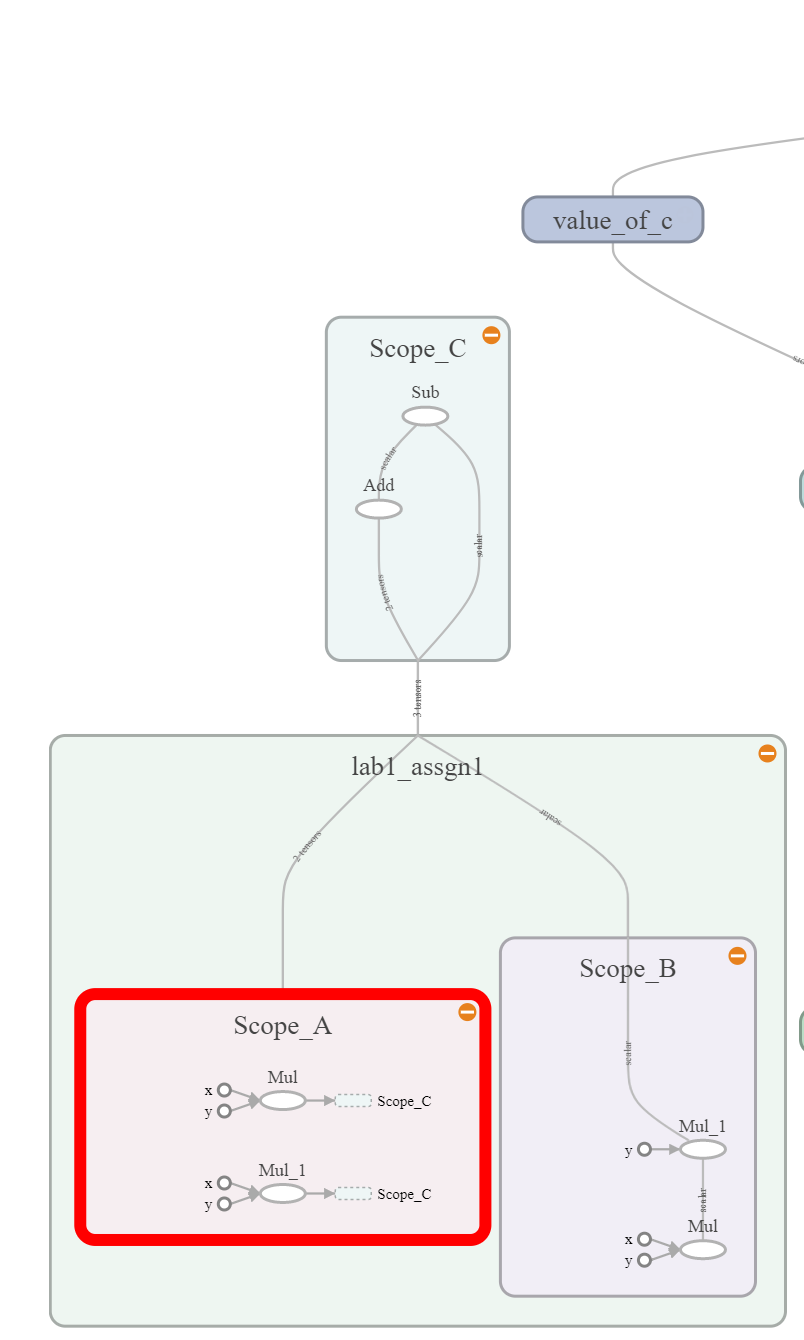 value_of_c
Scope_C
Sub
scalar
Add
scalar
2 tensors
3 tensors
lab1_assgn1
scalar
2 tensors
Scope_B
Scope_A
scalar
Mul
x
y
Scope_C
Mul_1
y
Mul_1
x
y
Scope_C
scalar
Mul
x
y